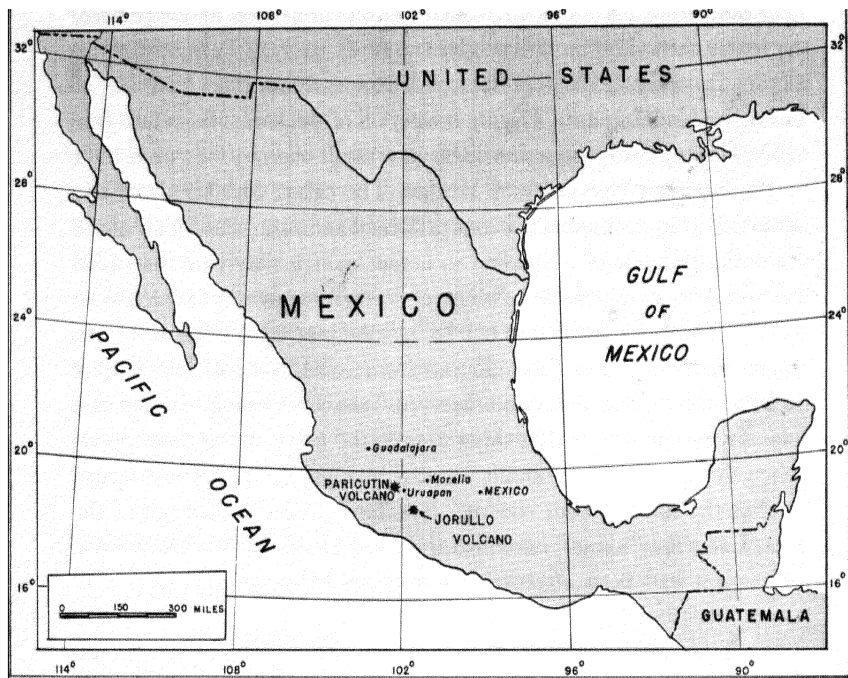 114° 108° 102° 96° 90°
32° 32°
UNITED STATES
28° 28°
GULF
OF
MEXICO
MEXICO
24° 24°
PACIFIC
OCEAN
20° 20°
Guadalajara
PARICUTIN
VOLCANO
Morelia
Uruapan
MEXICO
JORULLO
VOLCANO
16° 16°
0 150 300 MILES
GUATEMALA
114° 108° 102° 96° 90°